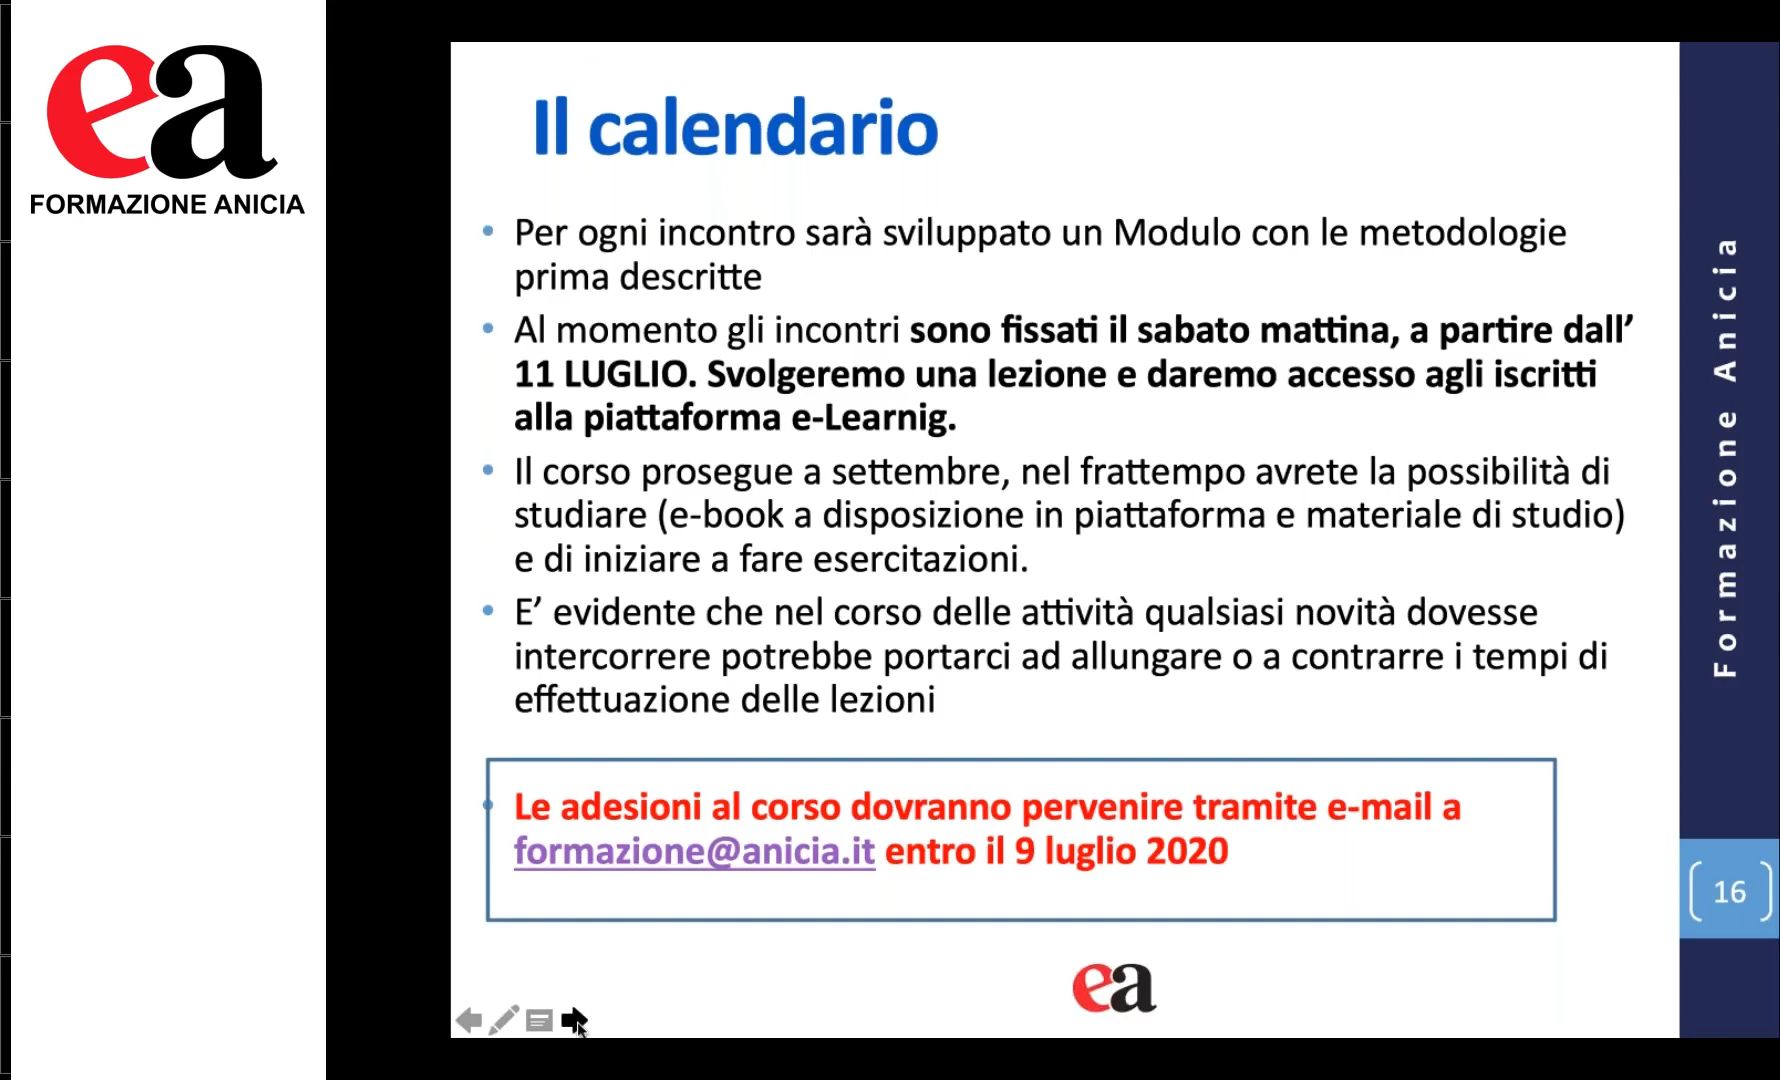 ea
FORMAZIONE ANICIA
Il calendario
• Per ogni incontro sarà sviluppato un Modulo con le metodologie
prima descritte
• Al momento gli incontri sono fissati il sabato mattina, a partire dall’
11 LUGLIO. Svolgeremo una lezione e daremo accesso agli iscritti
alla piattaforma e-Learnig.
• Il corso prosegue a settembre, nel frattempo avrete la possibilità di
studiare (e-book a disposizione in piattaforma e materiale di studio)
e di iniziare a fare esercitazioni.
• E’ evidente che nel corso delle attività qualsiasi novità dovesse
intercorrere potrebbe portarci ad allungare o a contrarre i tempi di
effettuazione delle lezioni
• Le adesioni al corso dovranno pervenire tramite e-mail a
formazione@anicia.it entro il 9 luglio 2020
ea
Formazione Anicia
16